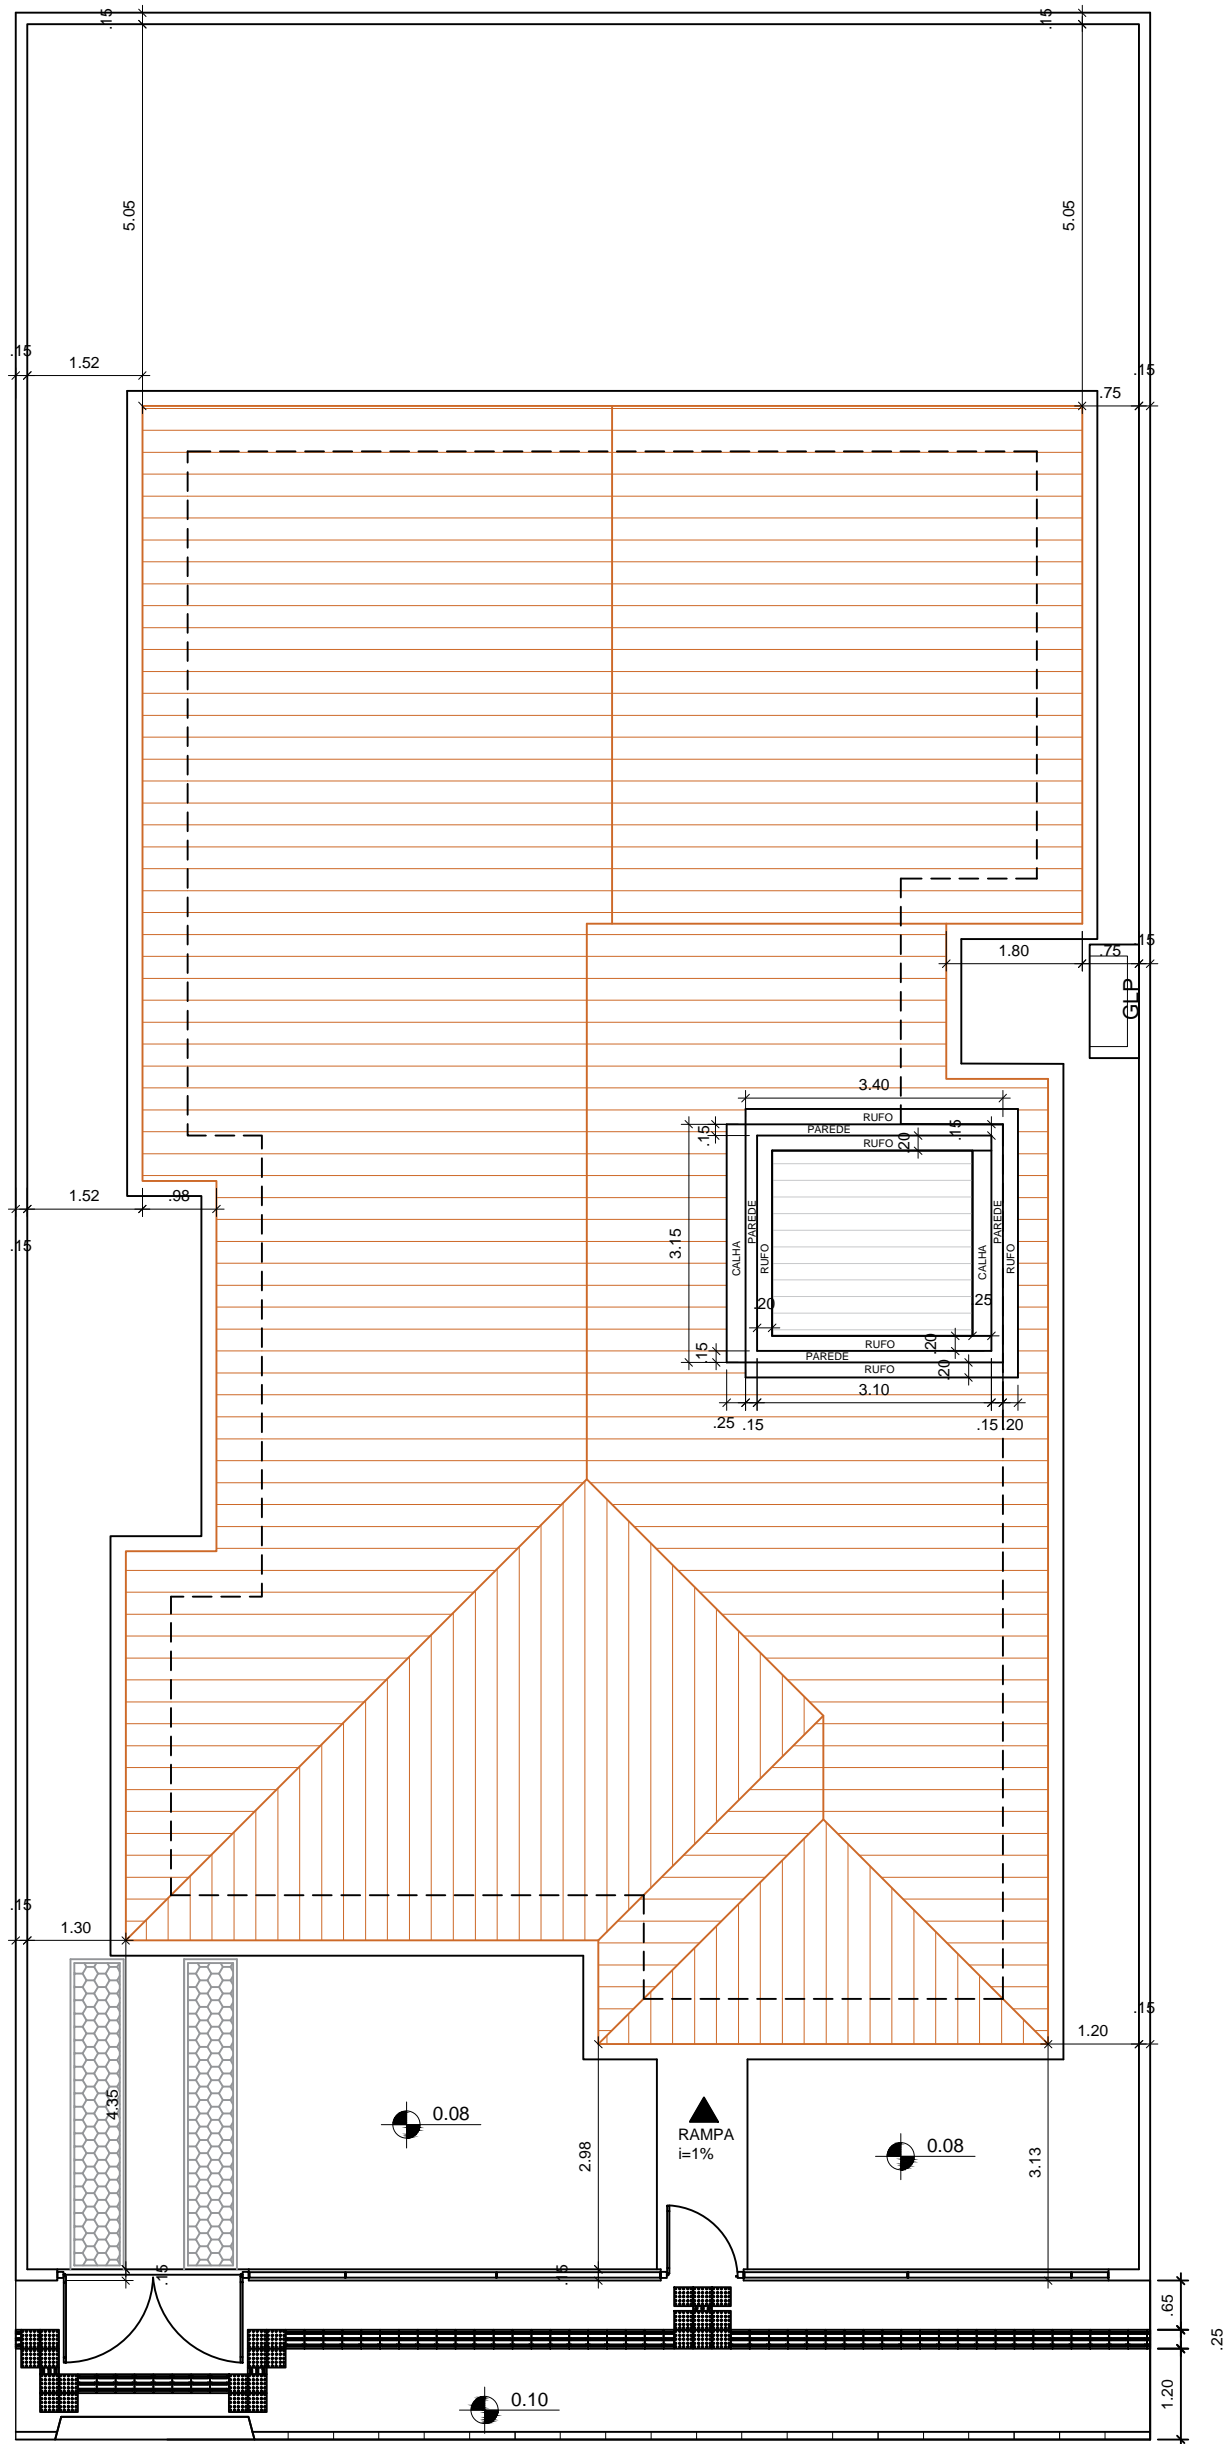 .15
.15
5.05
5.05
.15
1.52
.15
.75
.15
1.80
.75
GLP
3.40
RUFO
.15
PAREDE
.20
.15
RUFO
3.15
CALHA
PAREDE
RUFO
CALHA
PAREDE
RUFO
1.52
.98
.15
.20
.25
.15
RUFO
.20
PAREDE
RUFO
.20
3.10
.25
.15
.15
.20
.15
1.30
.15
1.20
4.35
0.08
RAMPA
i=1%
2.98
0.08
3.13
.15
.15
.65
.25
1.20
0.10